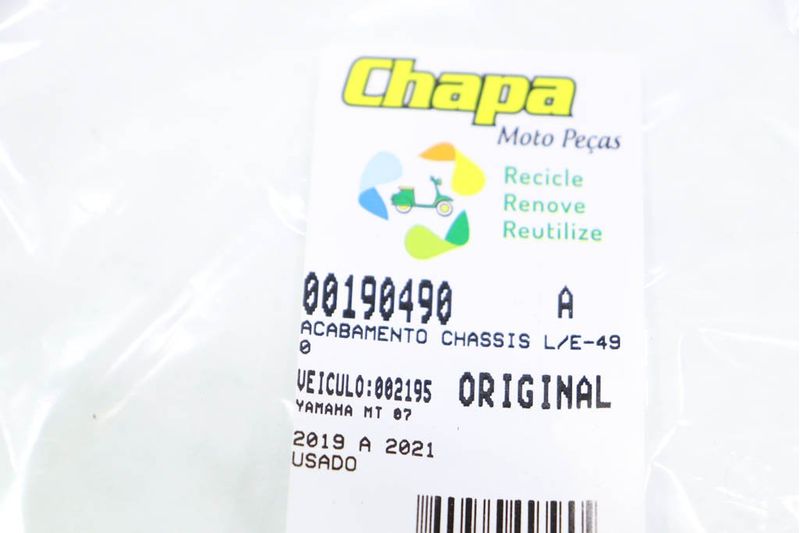 Chapa
Moto Peças
Recicle
Renove
Reutilize
00190490 A
ACABAMENTO CHASSIS L/E-49
0
VEICULO:002195 ORIGINAL
YAMAHA MT 07
2019 A 2021
USADO